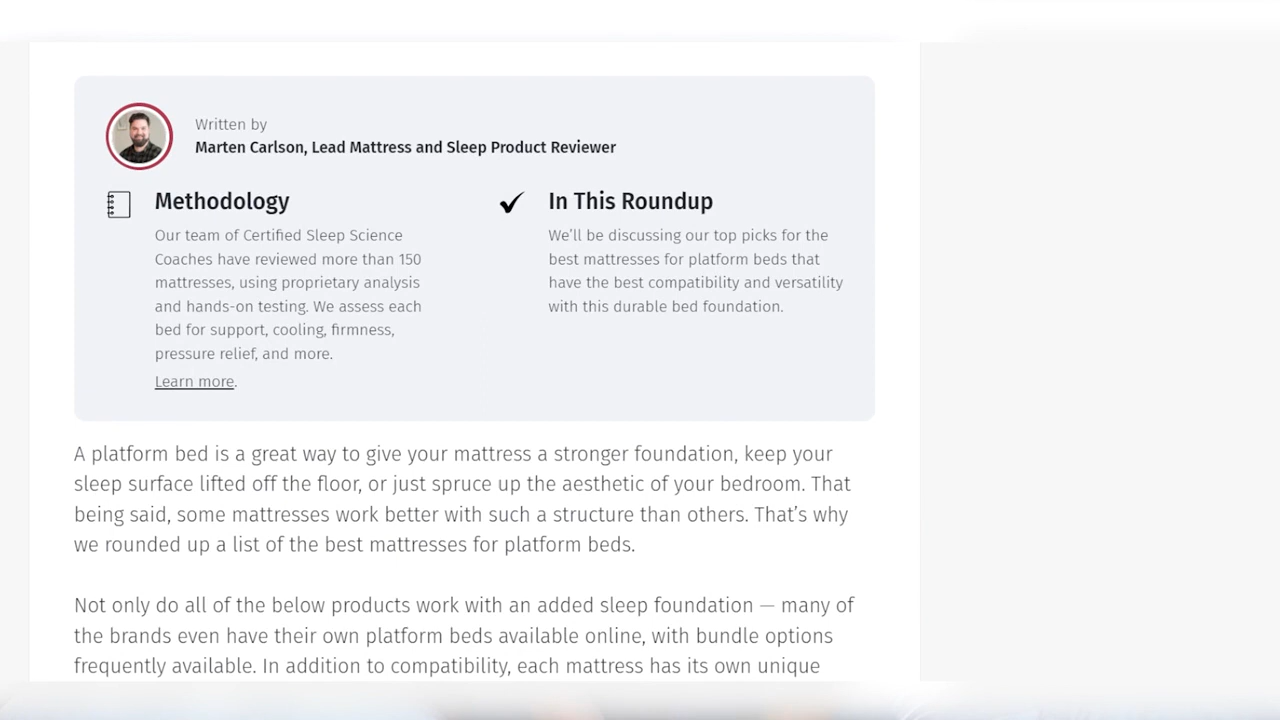 Written by
Marten Carlson, Lead Mattress and Sleep Product Reviewer
Methodology
Our team of Certified Sleep Science
Coaches have reviewed more than 150
mattresses, using proprietary analysis
and hands-on testing. We assess each
bed for support, cooling, firmness,
pressure relief, and more.
Learn more.
In This Roundup
We’ll be discussing our top picks for the
best mattresses for platform beds that
have the best compatibility and versatility
with this durable bed foundation.
A platform bed is a great way to give your mattress a stronger foundation, keep your
sleep surface lifted off the floor, or just spruce up the aesthetic of your bedroom. That
being said, some mattresses work better with such a structure than others. That’s why
we rounded up a list of the best mattresses for platform beds.
Not only do all of the below products work with an added sleep foundation — many of
the brands even have their own platform beds available online, with bundle options
frequently available. In addition to compatibility, each mattress has its own unique